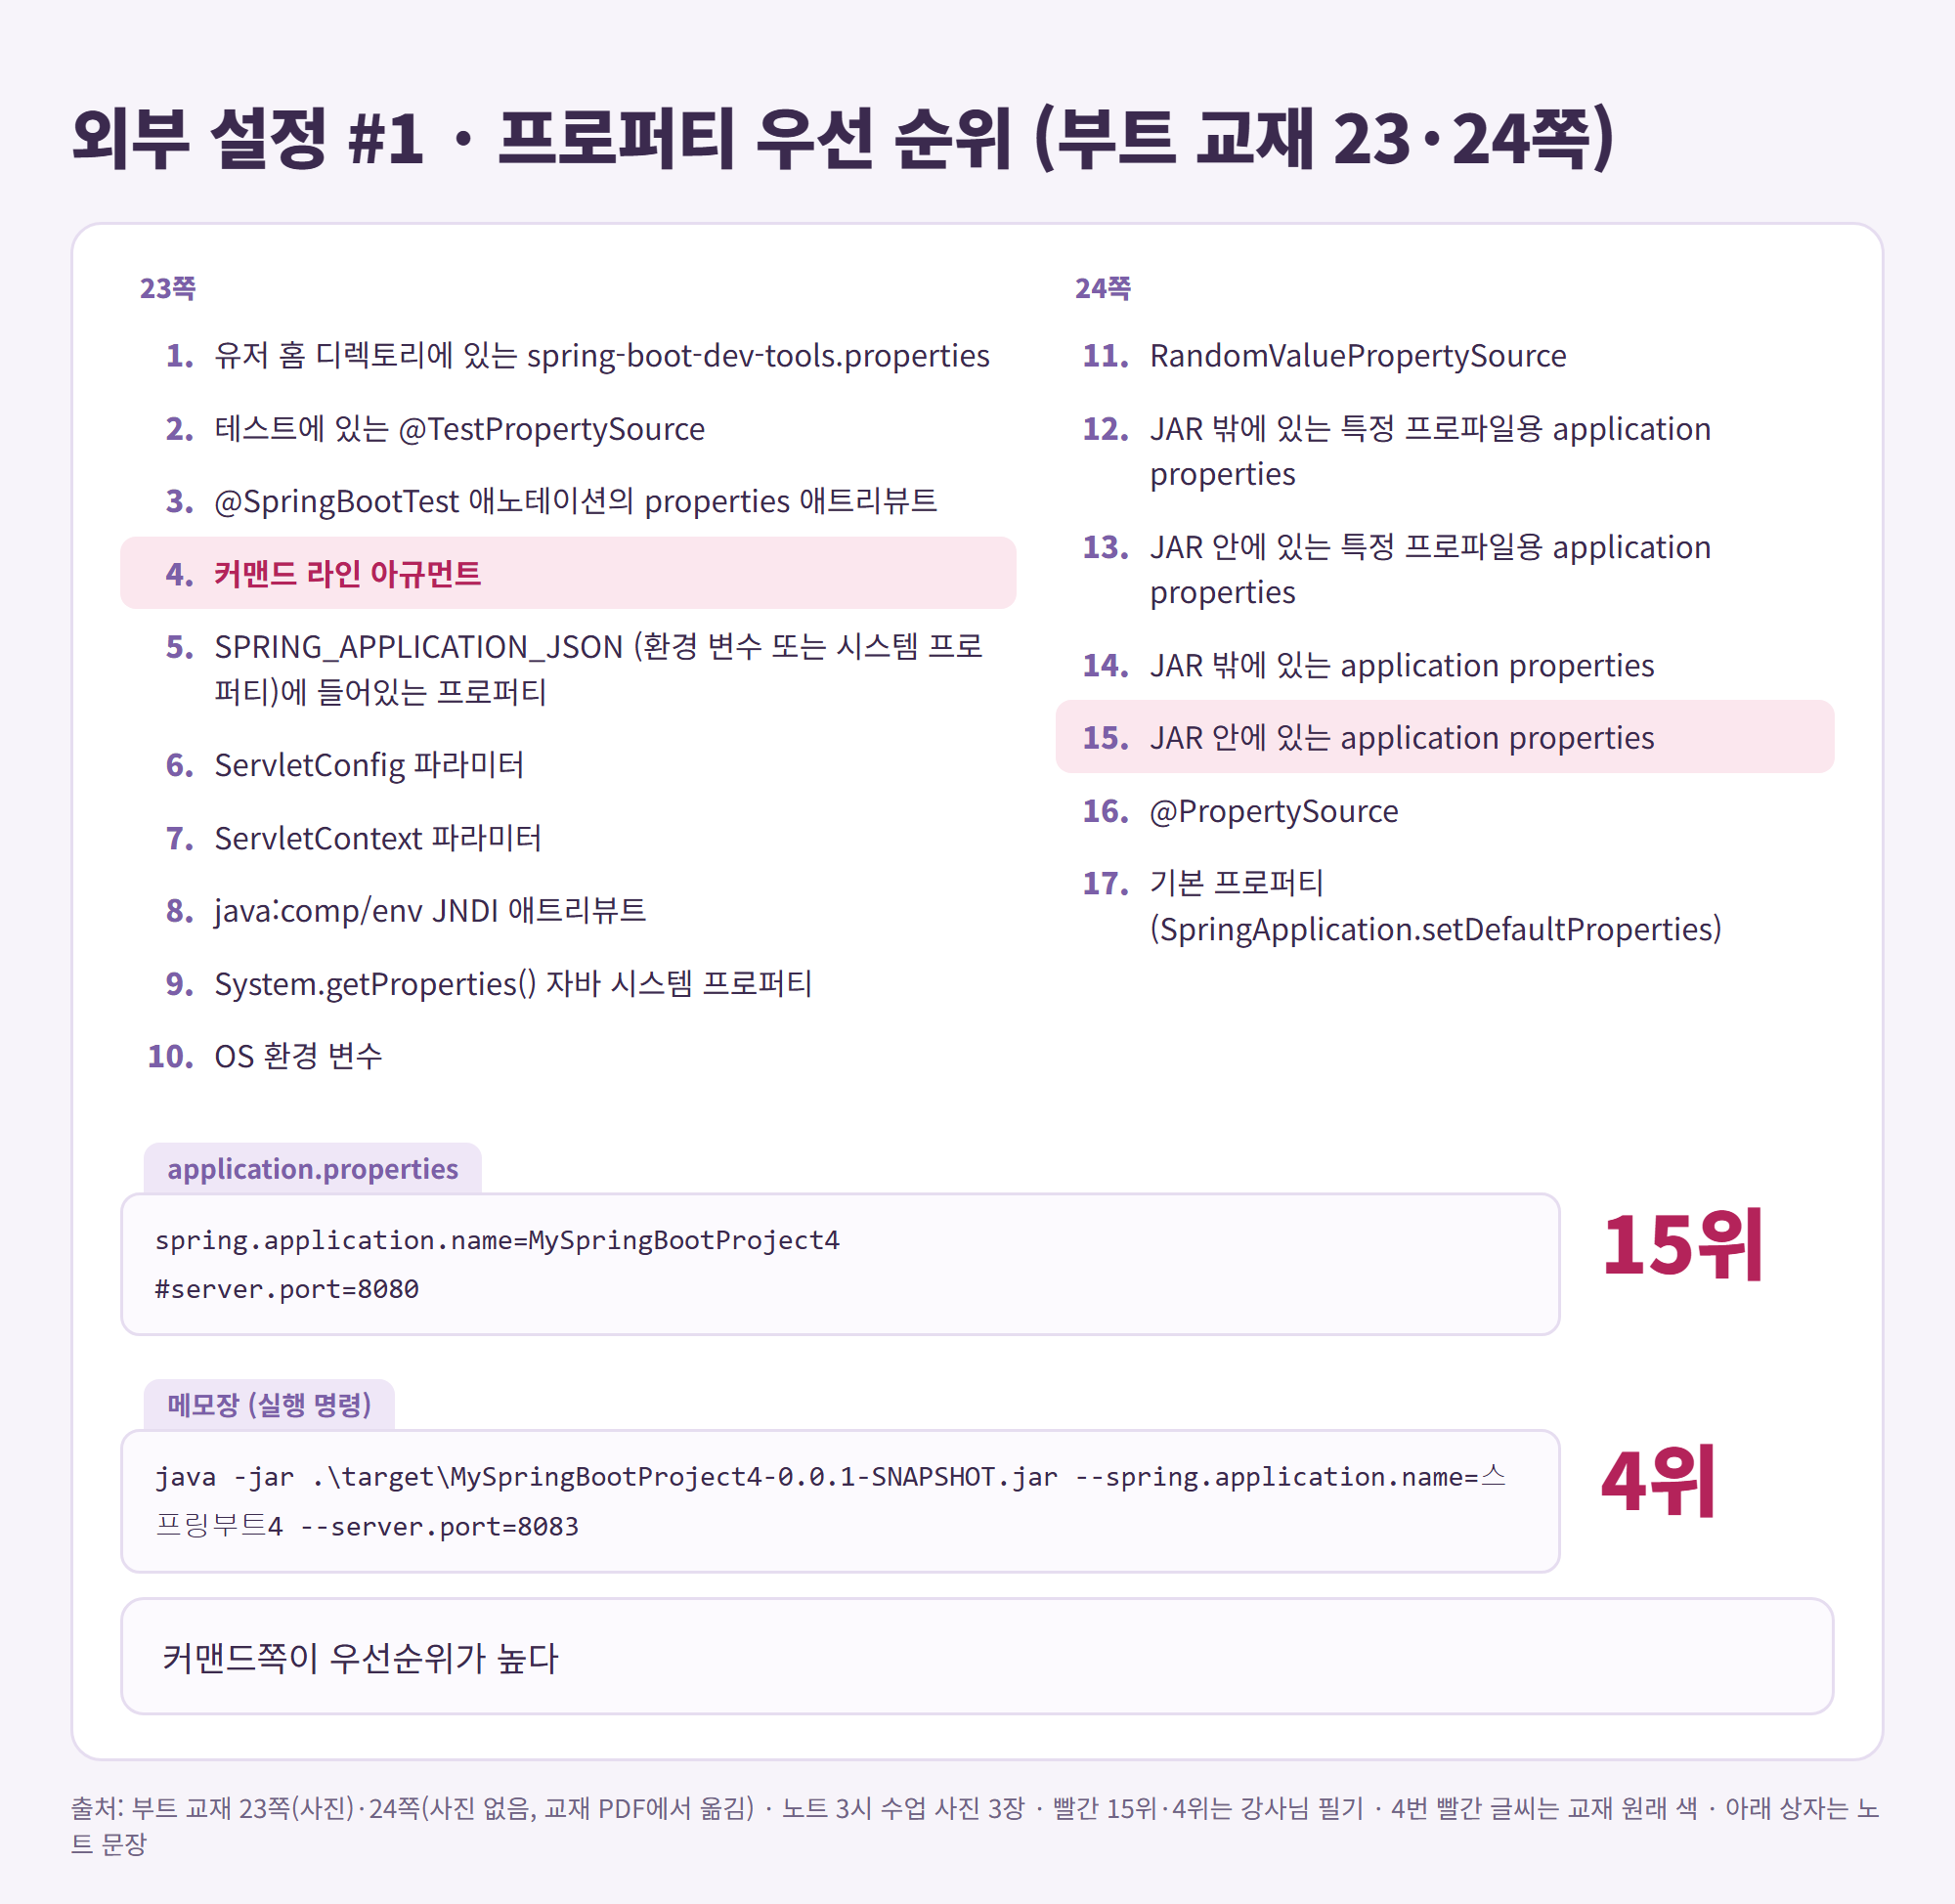 외부 설정 #1 · 프로퍼티 우선 순위 (부트 교재 23·24쪽)
23쪽
1. 유저 홈 디렉토리에 있는 spring-boot-dev-tools.properties
2. 테스트에 있는 @TestPropertySource
3. @SpringBootTest 애노테이션의 properties 애트리뷰트
4. 커맨드 라인 아규먼트
5. SPRING_APPLICATION_JSON (환경 변수 또는 시스템 프로
퍼티)에 들어있는 프로퍼티
6. ServletConfig 파라미터
7. ServletContext 파라미터
8. java:comp/env JNDI 애트리뷰트
9. System.getProperties() 자바 시스템 프로퍼티
10. OS 환경 변수
24쪽
11. RandomValuePropertySource
12. JAR 밖에 있는 특정 프로파일용 application
properties
13. JAR 안에 있는 특정 프로파일용 application
properties
14. JAR 밖에 있는 application properties
15. JAR 안에 있는 application properties
16. @PropertySource
17. 기본 프로퍼티
(SpringApplication.setDefaultProperties)
application.properties
spring.application.name=MySpringBootProject4
#server.port=8080
15위
메모장 (실행 명령)
java -jar .\target\MySpringBootProject4-0.0.1-SNAPSHOT.jar --spring.application.name=스
프링부트4 --server.port=8083
4위
커맨드쪽이 우선순위가 높다
출처: 부트 교재 23쪽(사진)·24쪽(사진 없음, 교재 PDF에서 옮김) · 노트 3시 수업 사진 3장 · 빨간 15위·4위는 강사님 필기 · 4번 빨간 글씨는 교재 원래 색 · 아래 상자는 노
트 문장